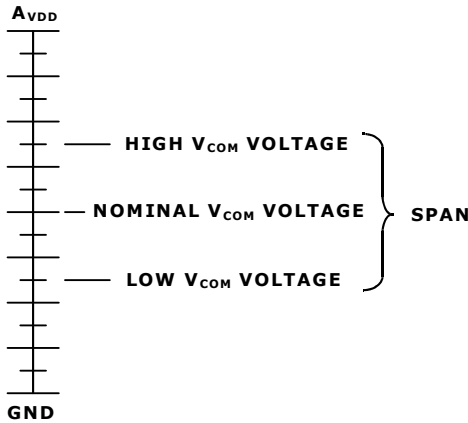 AVDD
HIGH VCOM VOLTAGE
NOMINAL VCOM VOLTAGE
SPAN
LOW VCOM VOLTAGE
GND